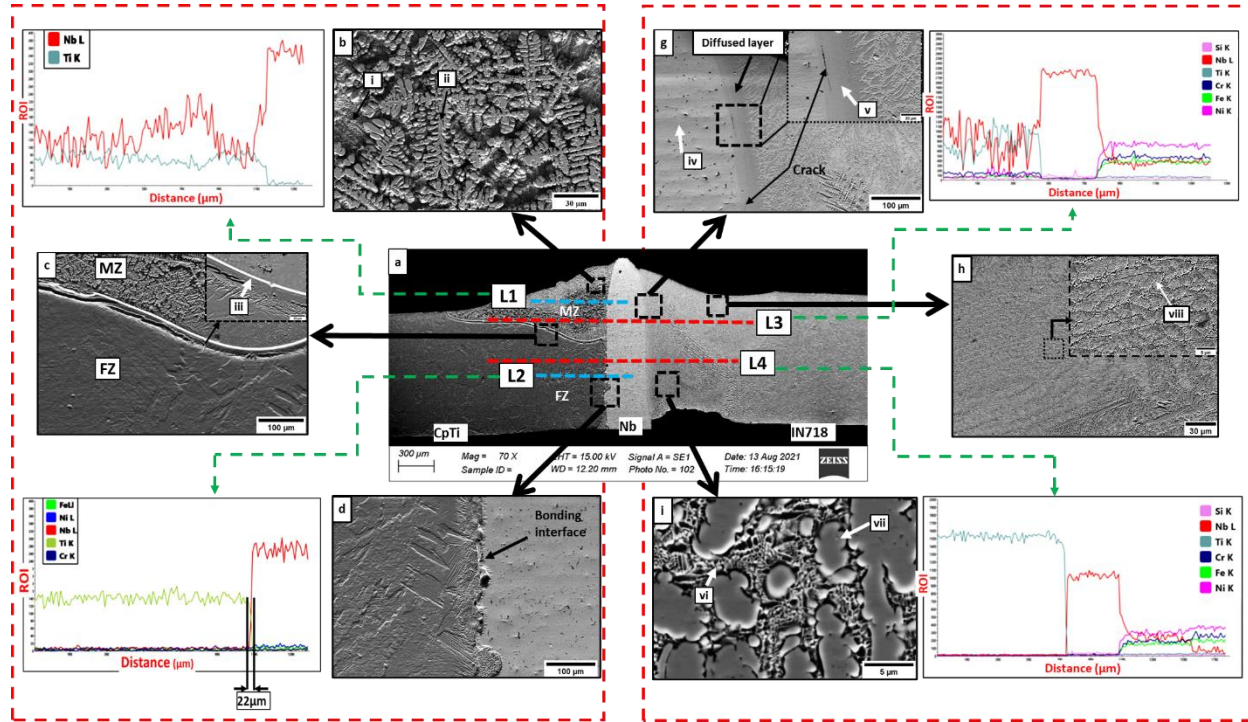 Nb L
Ti K
ROI
Distance (µm)
b
i
ii
30 µm
g
Diffused layer
iv
v
Crack
100 µm
ROI
Distance (µm)
Si K
Nb L
Ti K
Cr K
Fe K
Ni K
c
MZ
iii
FZ
100 µm
a
L1
MZ
L3
L4
L2
FZ
CpTi
Nb
IN718
300 µm
Mag = 70 X
EHT = 15.00 kV
Signal A = SE1
Date: 13 Aug 2021
Sample ID =
WD = 12.20 mm
Photo No. = 102
Time: 16:15:19
ZEISS
h
viii
30 µm
FeLl
Ni L
Nb L
Ti K
Cr K
ROI
Distance (µm)
22µm
d
Bonding
interface
100 µm
i
vii
vi
5 µm
ROI
Distance (µm)
Si K
Nb L
Ti K
Cr K
Fe K
Ni K